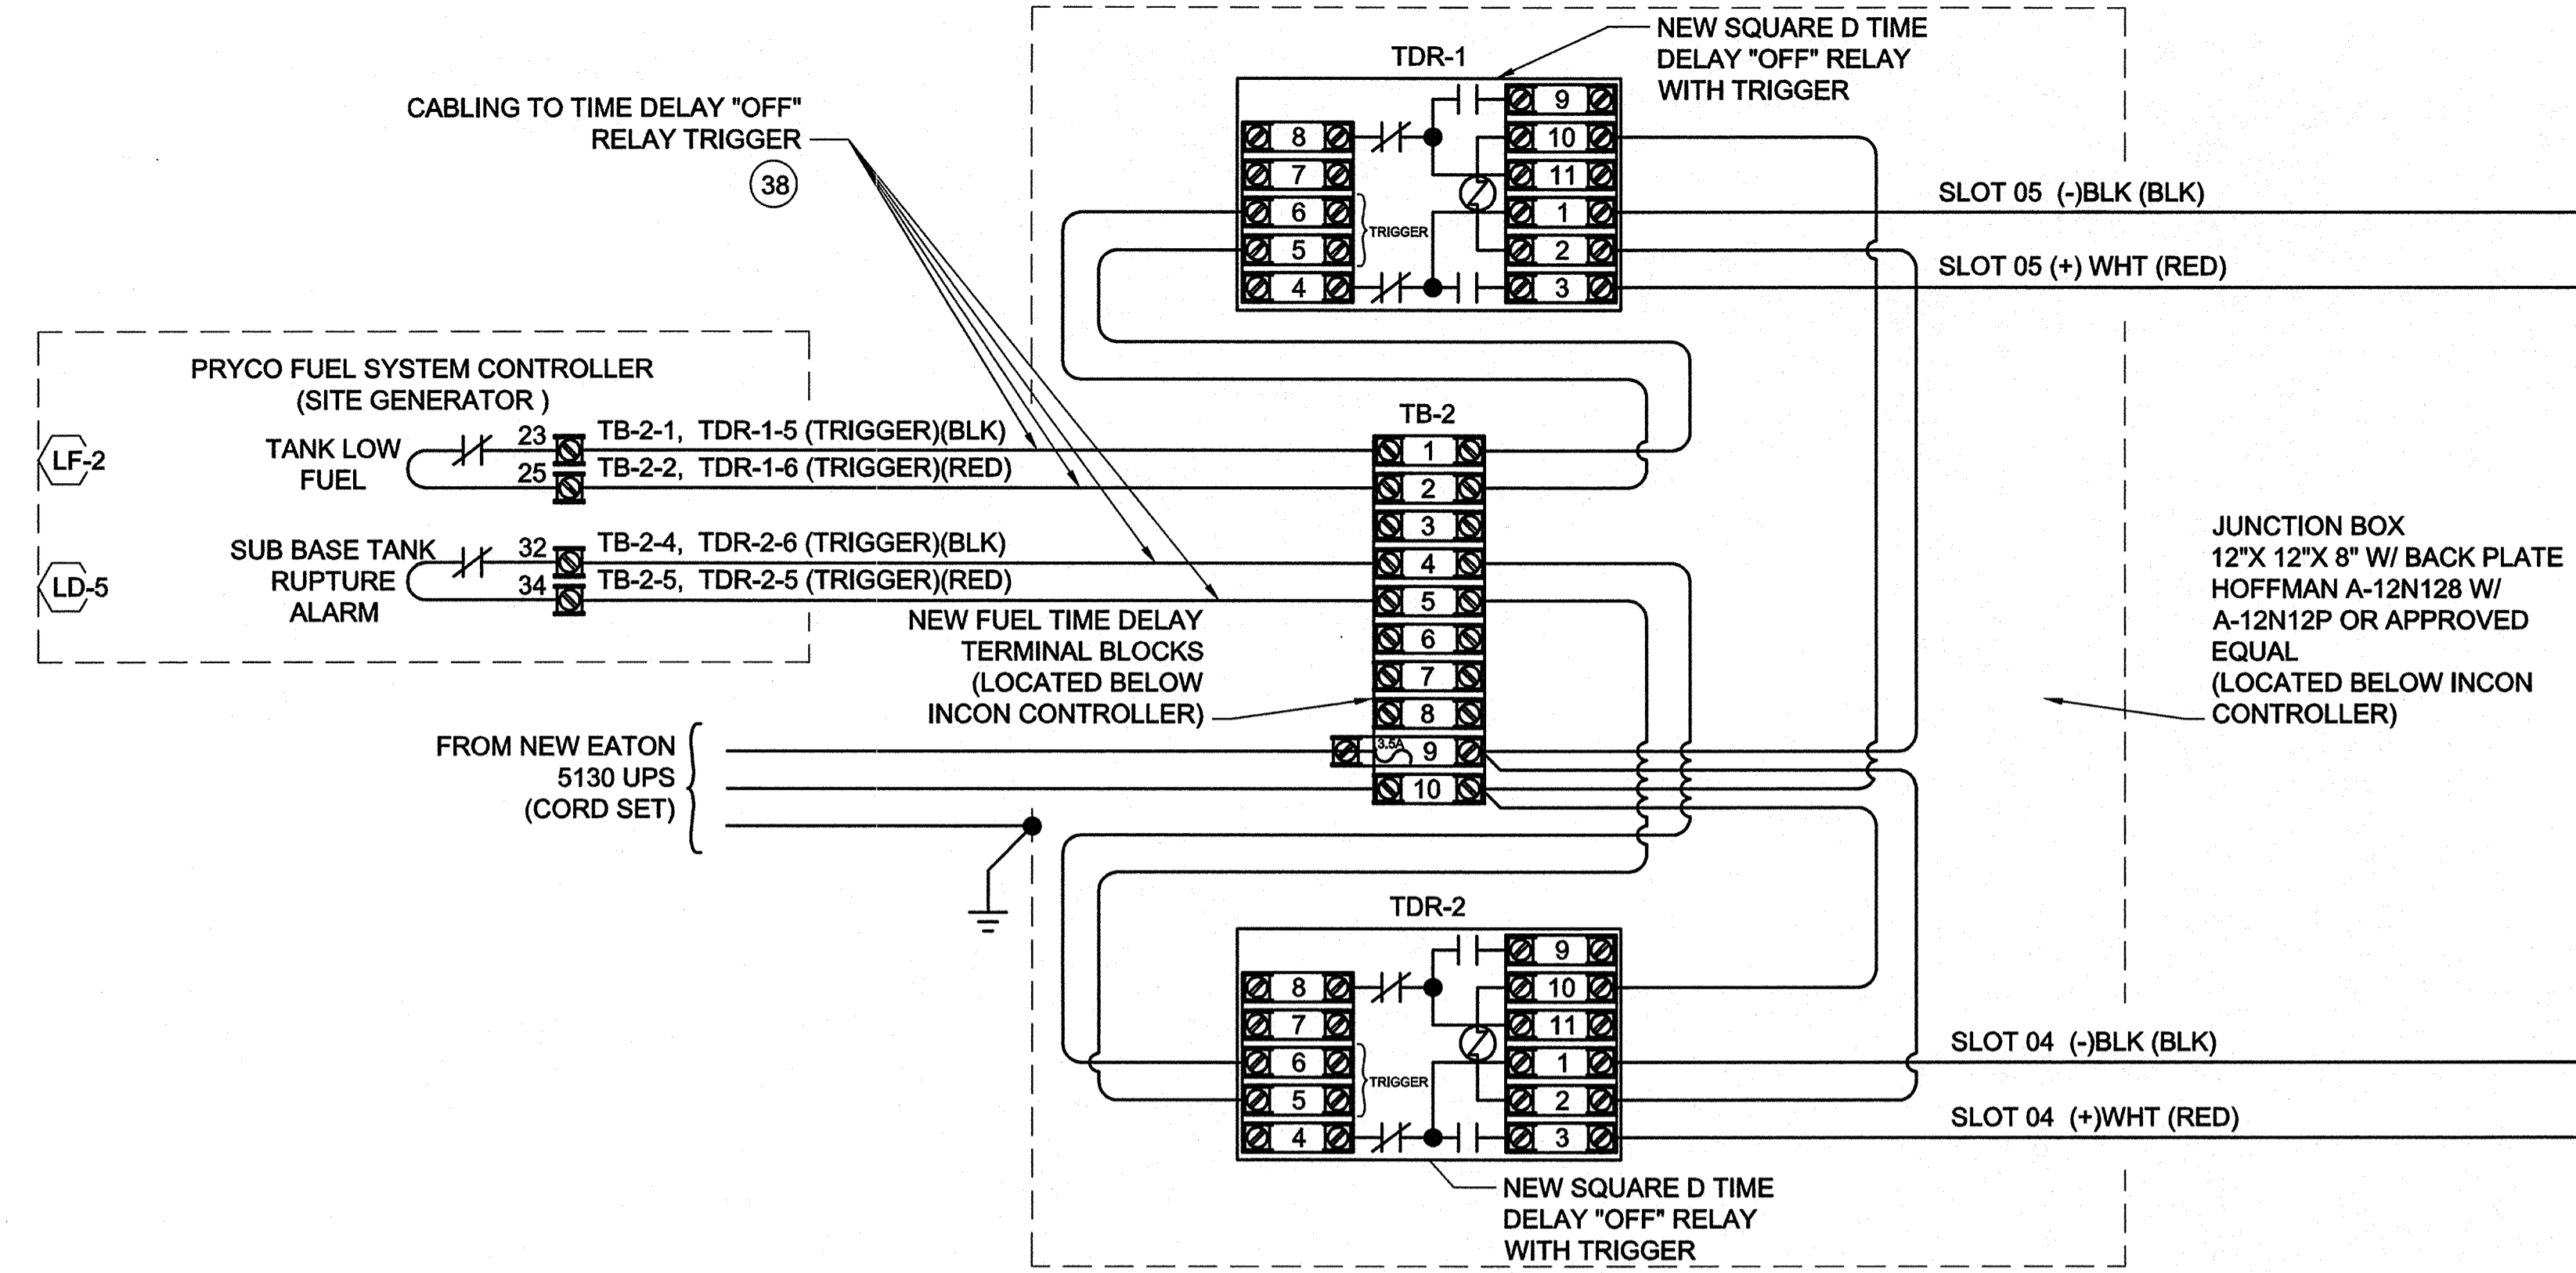 NEW SQUARE D TIME
DELAY "OFF" RELAY
WITH TRIGGER
TDR-1
CABLING TO TIME DELAY "OFF"
RELAY TRIGGER
38
9
8
10
7
11
6
1
TRIGGER
5
2
4
3
SLOT 05 (-)BLK (BLK)
SLOT 05 (+) WHT (RED)
PRYCO FUEL SYSTEM CONTROLLER
(SITE GENERATOR )
LF-2
TANK LOW
FUEL
23
25
TB-2-1, TDR-1-5 (TRIGGER)(BLK)
TB-2-2, TDR-1-6 (TRIGGER)(RED)
LD-5
SUB BASE TANK
RUPTURE
ALARM
32
34
TB-2-4, TDR-2-6 (TRIGGER)(BLK)
TB-2-5, TDR-2-5 (TRIGGER)(RED)
TB-2
1
2
3
4
5
6
7
8
3.5A
9
10
NEW FUEL TIME DELAY
TERMINAL BLOCKS
(LOCATED BELOW
INCON CONTROLLER)
JUNCTION BOX
12"X 12"X 8" W/ BACK PLATE
HOFFMAN A-12N128 W/
A-12N12P OR APPROVED
EQUAL
(LOCATED BELOW INCON
CONTROLLER)
FROM NEW EATON
5130 UPS
(CORD SET)
TDR-2
9
8
10
7
11
6
1
TRIGGER
5
2
4
3
SLOT 04 (-)BLK (BLK)
SLOT 04 (+)WHT (RED)
NEW SQUARE D TIME
DELAY "OFF" RELAY
WITH TRIGGER